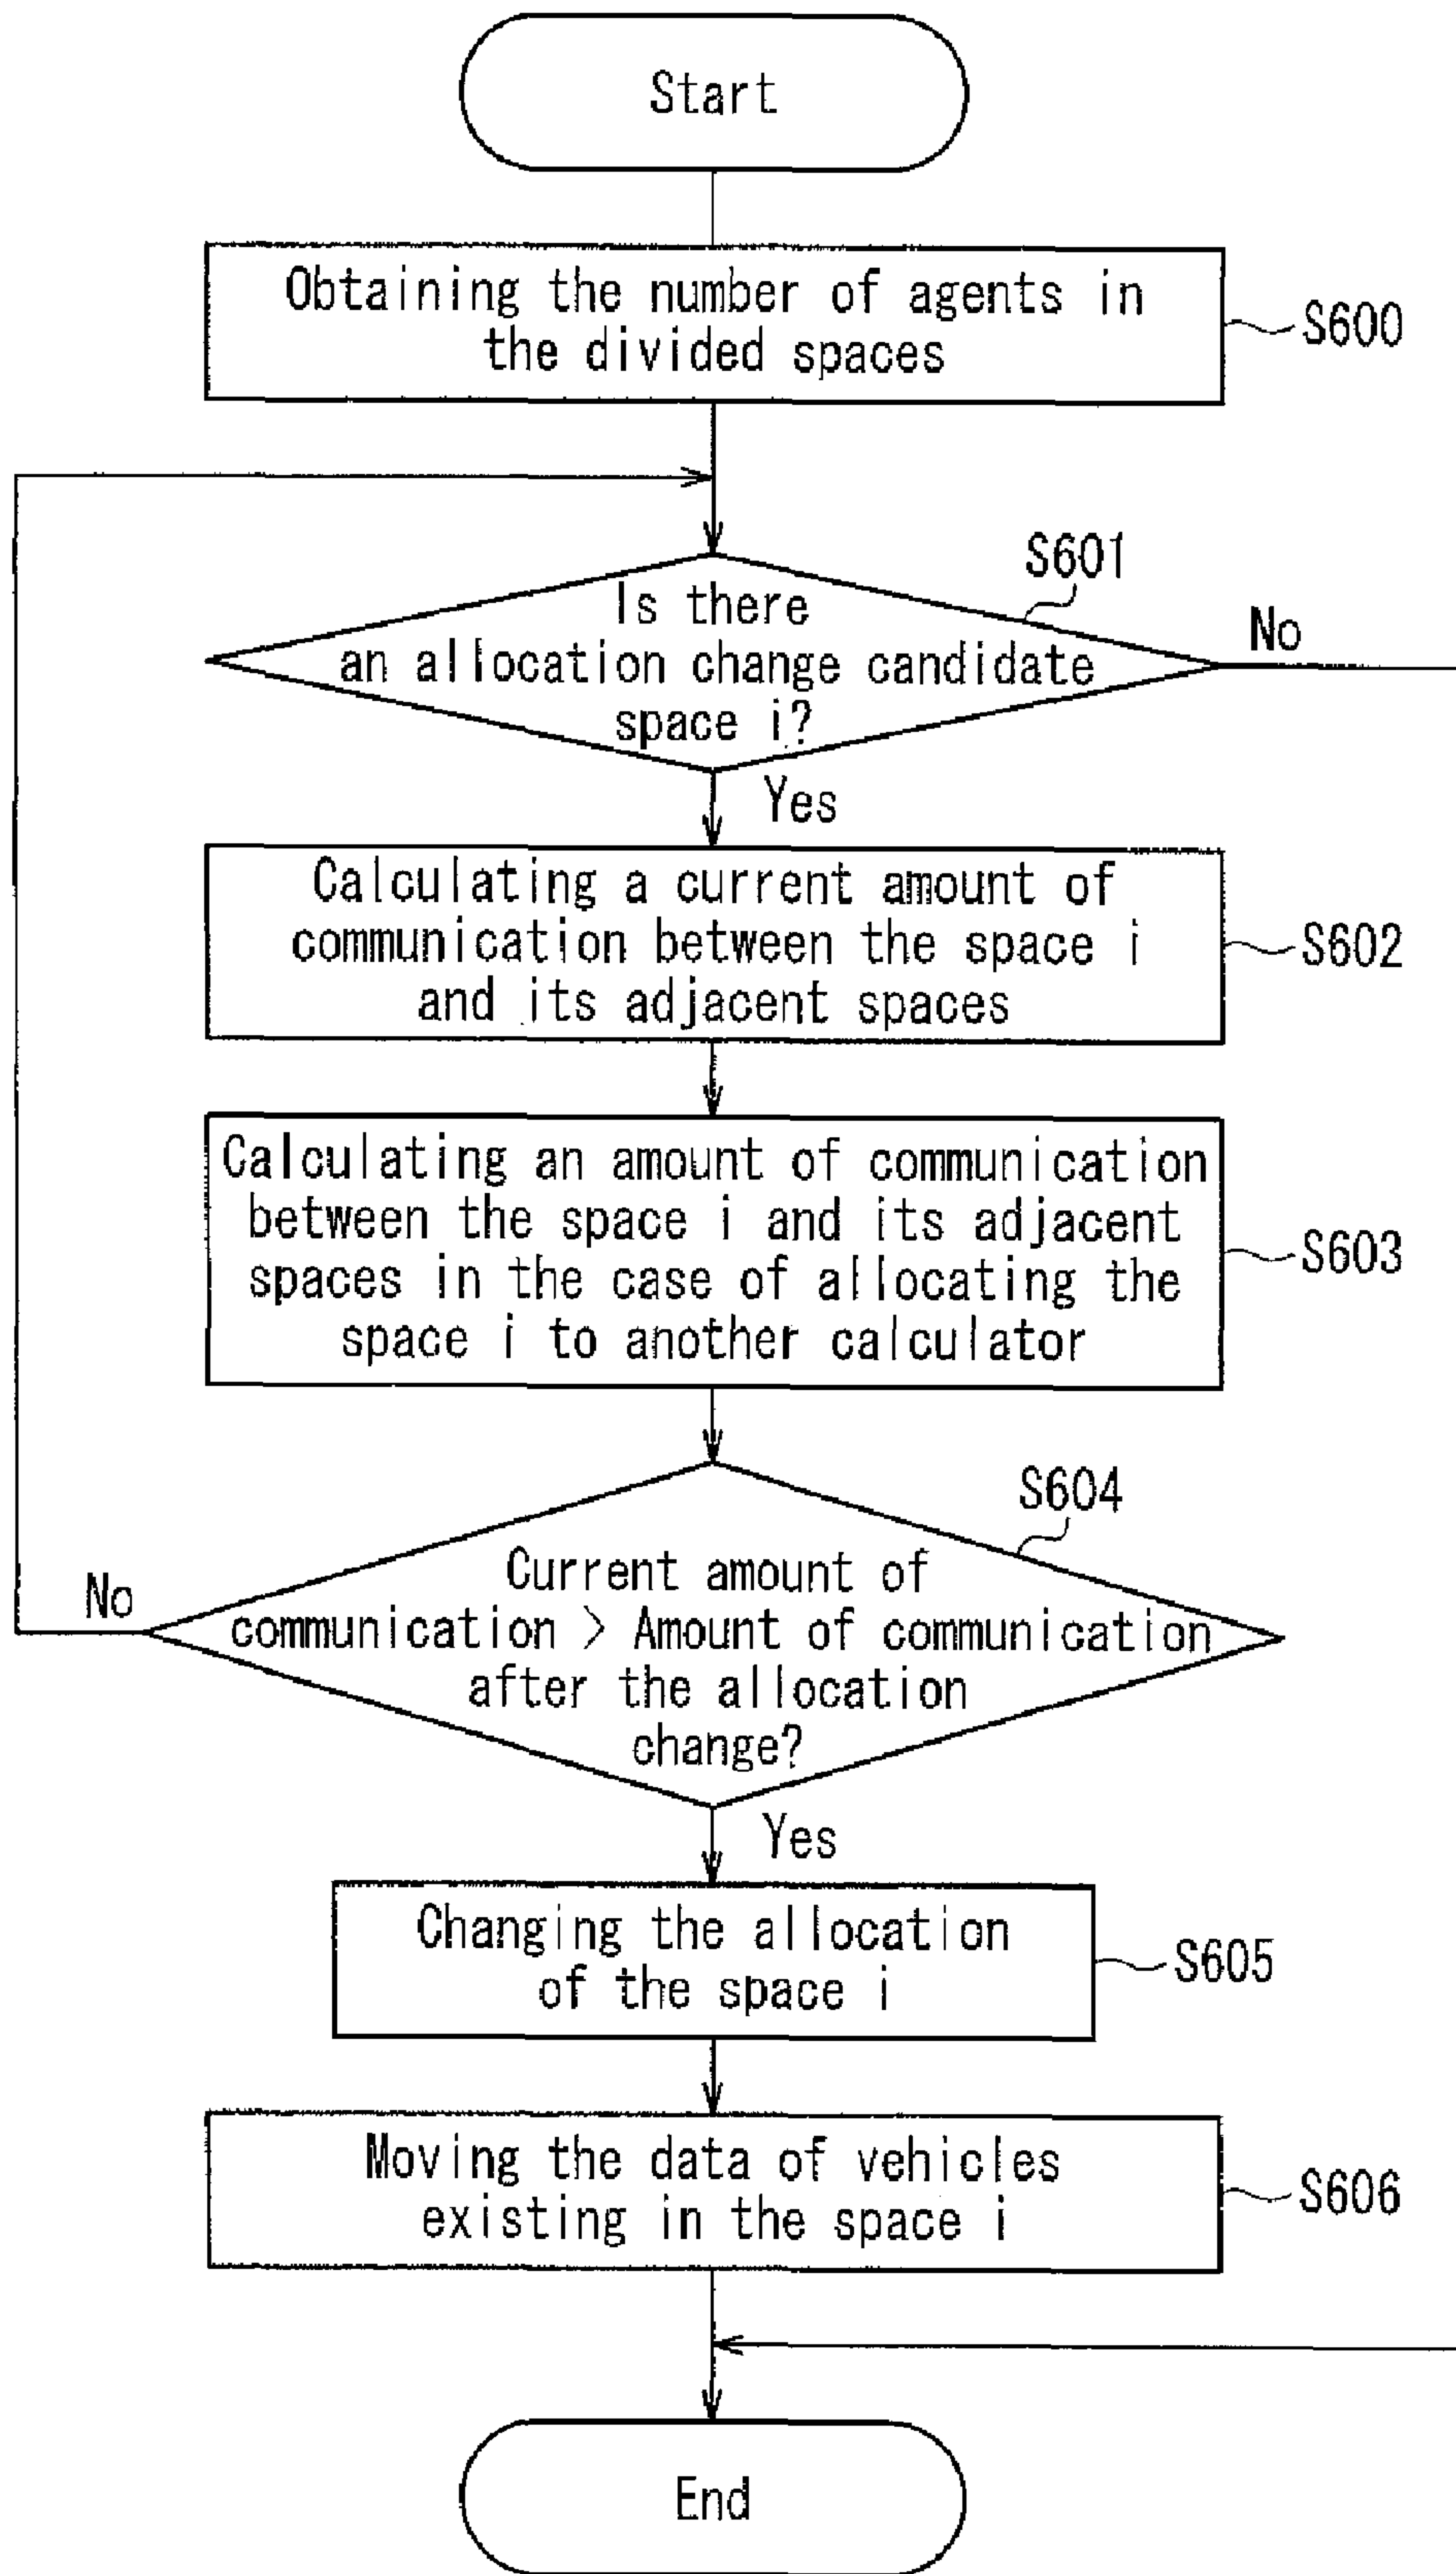 Start
Obtaining the number of agents in
the divided spaces
S600
S601
Is there
an allocation change candidate
space i?
No
Yes
Calculating a current amount of
communication between the space i
and its adjacent spaces
S602
Calculating an amount of communication
between the space i and its adjacent
spaces in the case of allocating the
space i to another calculator
S603
S604
Current amount of
communication > Amount of communication
after the allocation
change?
No
Yes
Changing the allocation
of the space i
S605
Moving the data of vehicles
existing in the space i
S606
End